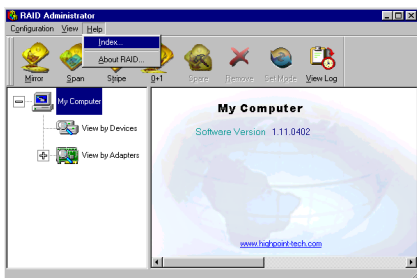 RAID Administrator
Configuration View Help
Index...
About RAID...
Mirror Span Stripe 0+1 Spare Remove Set Mode View Log
My Computer
View by Devices
View by Adapters
My Computer
Software Version 1.11.0402
www.highpoint-tech.com